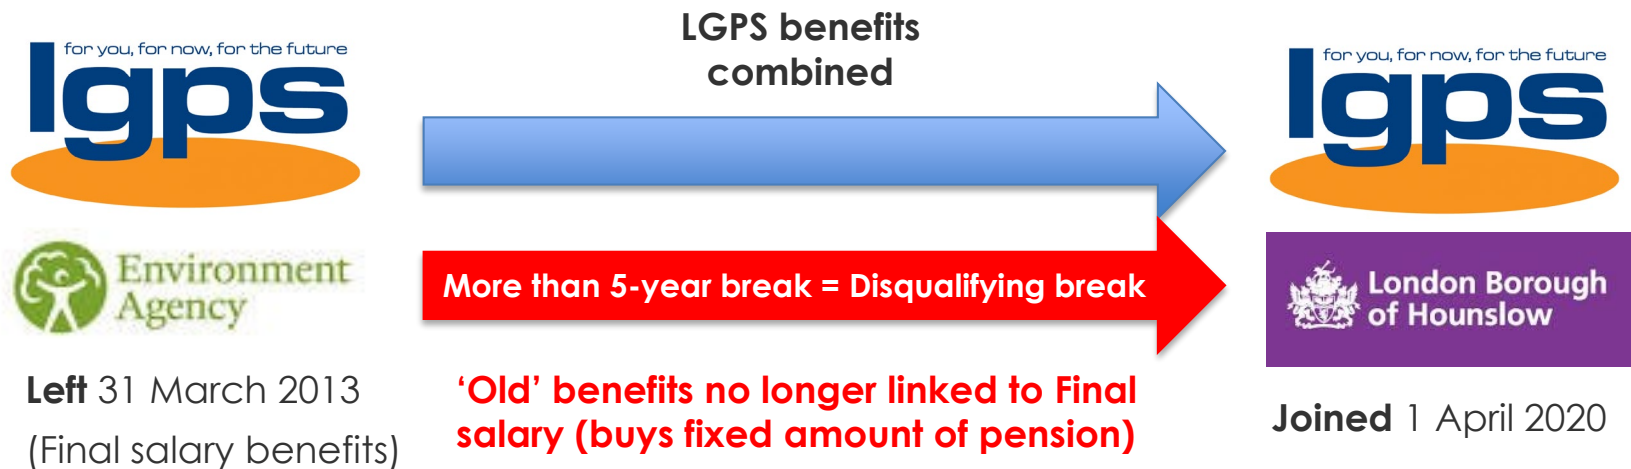 LGPS benefits
combined
for you, for now, for the future
lgps
for you, for now, for the future
lgps
Environment
Agency
More than 5-year break = Disqualifying break
London Borough
of Hounslow
Left 31 March 2013
(Final salary benefits)
‘Old’ benefits no longer linked to Final
salary (buys fixed amount of pension)
Joined 1 April 2020